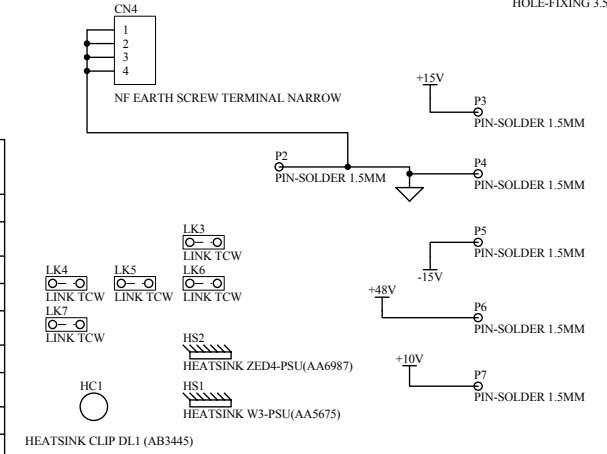 HOLE-FIXING 3.5
CN4
1
2
3
4
NF EARTH SCREW TERMINAL NARROW
+15V
P3
PIN-SOLDER 1.5MM
P2
PIN-SOLDER 1.5MM
P4
PIN-SOLDER 1.5MM
LK3
LINK TCW
P5
PIN-SOLDER 1.5MM
-15V
LK4
LINK TCW
LK5
LINK TCW
LK6
LINK TCW
+48V
P6
PIN-SOLDER 1.5MM
LK7
LINK TCW
HS2
HEATSINK ZED4-PSU(AA6987)
+10V
P7
PIN-SOLDER 1.5MM
HC1
HEATSINK CLIP DL1 (AB3445)
HS1
HEATSINK W3-PSU(AA5675)